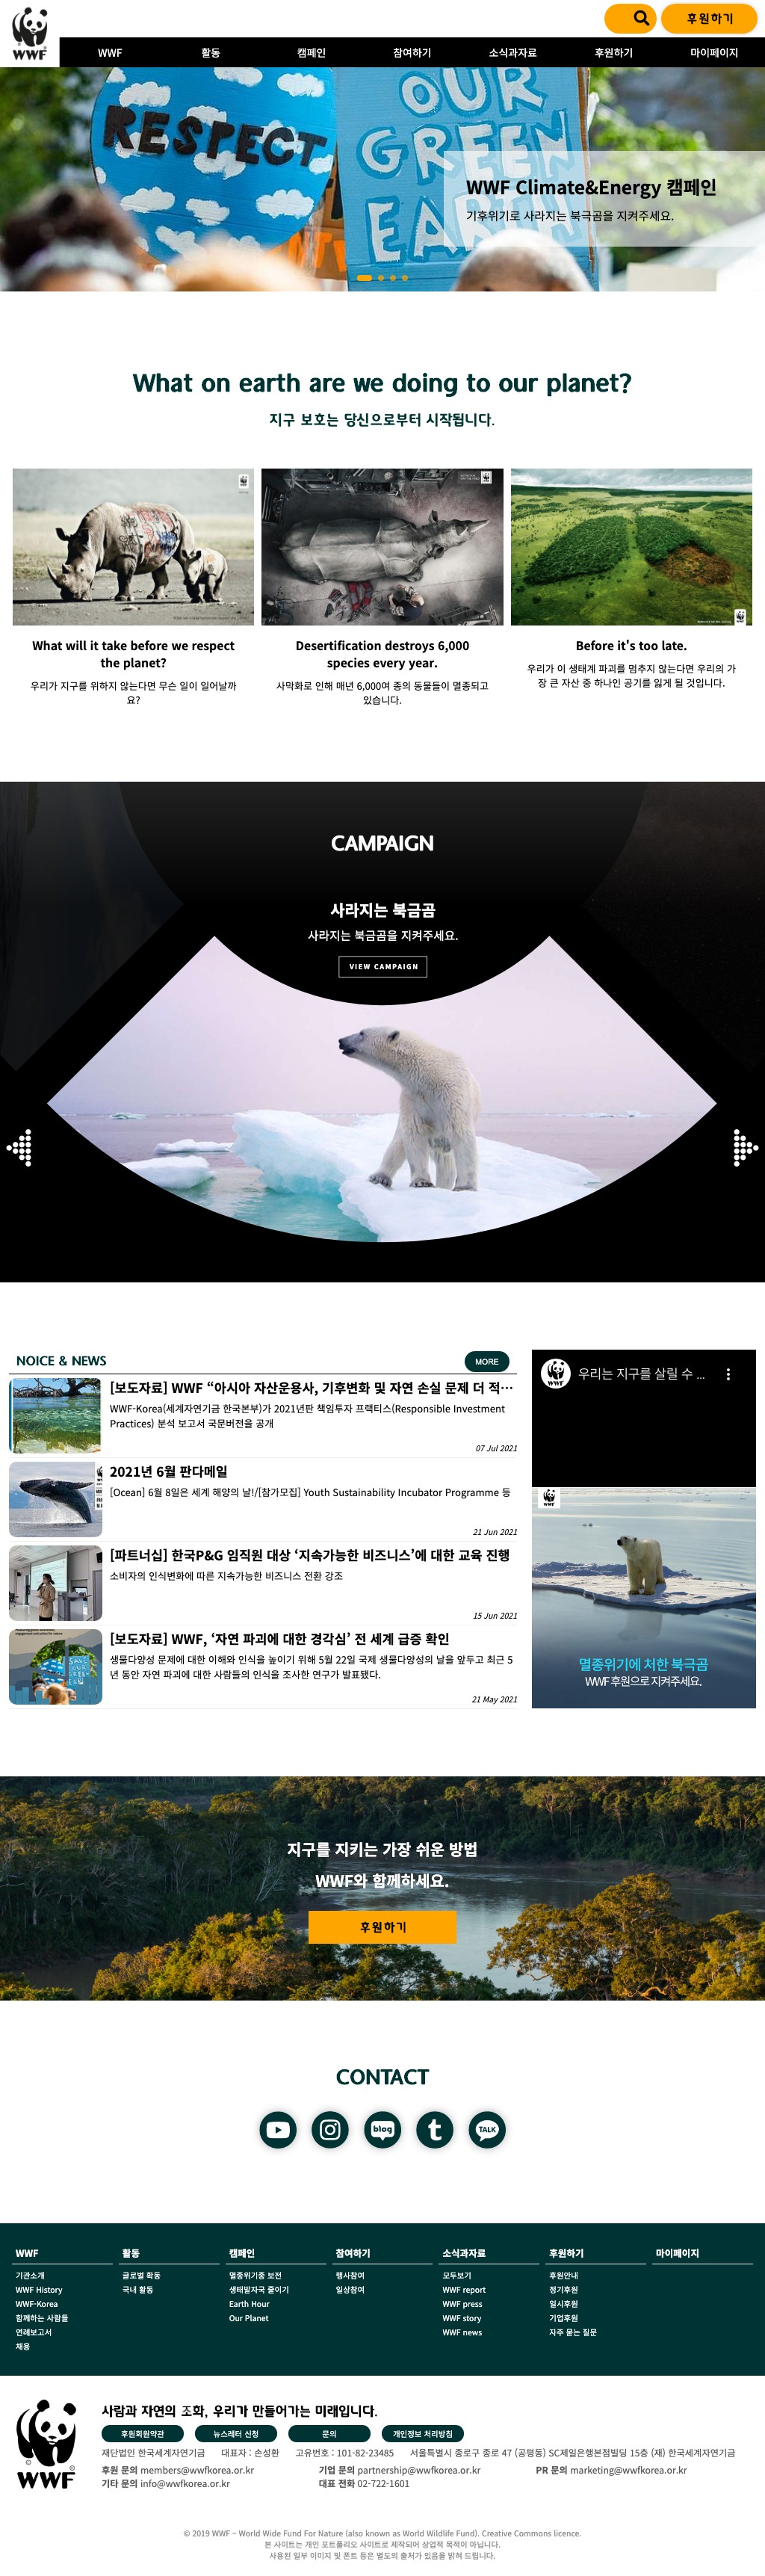 후원하기
WWF
WWF 활동 캠페인 참여하기 소식과자료 후원하기 마이페이지
RESPECT
OUR
GREEN
WWF Climate&Energy 캠페인
기후위기로 사라지는 북극곰을 지켜주세요.
What on earth are we doing to our planet?
지구 보호는 당신으로부터 시작됩니다.
What will it take before we respect
the planet?
우리가 지구를 위하지 않는다면 무슨 일이 일어날까
요?
Desertification destroys 6,000
species every year.
사막화로 인해 매년 6,000여 종의 동물들이 멸종되고
있습니다.
Before it's too late.
우리가 이 생태계 파괴를 멈추지 않는다면 우리의 가
장 큰 자산 중 하나인 공기를 잃게 될 것입니다.
CAMPAIGN
사라지는 북금곰
사라지는 북금곰을 지켜주세요.
VIEW CAMPAIGN
NOICE & NEWS
MORE
[보도자료] WWF “아시아 자산운용사, 기후변화 및 자연 손실 문제 더 적…
WWF-Korea(세계자연기금 한국본부)가 2021년판 책임투자 프랙티스(Responsible Investment
Practices) 분석 보고서 국문버전을 공개
07 Jul 2021
2021년 6월 판다메일
[Ocean] 6월 8일은 세계 해양의 날!/[참가모집] Youth Sustainability Incubator Programme 등
21 Jun 2021
[파트너십] 한국P&G 임직원 대상 ‘지속가능한 비즈니스’에 대한 교육 진행
소비자의 인식변화에 따른 지속가능한 비즈니스 전환 강조
15 Jun 2021
[보도자료] WWF, ‘자연 파괴에 대한 경각심’ 전 세계 급증 확인
생물다양성 문제에 대한 이해와 인식을 높이기 위해 5월 22일 국제 생물다양성의 날을 앞두고 최근 5
년 동안 자연 파괴에 대한 사람들의 인식을 조사한 연구가 발표됐다.
21 May 2021
WWF
우리는 지구를 살릴 수 ...
WWF
멸종위기에 처한 북극곰
WWF 후원으로 지켜주세요.
지구를 지키는 가장 쉬운 방법
WWF와 함께하세요.
후원하기
CONTACT
blog
t
TALK
WWF
기관소개
WWF History
WWF-Korea
함께하는 사람들
연례보고서
채용
활동
글로벌 확동
국내 활동
캠페인
멸종위기종 보전
생태발자국 줄이기
Earth Hour
Our Planet
참여하기
행사참여
일상참여
소식과자료
모두보기
WWF report
WWF press
WWF story
WWF news
후원하기
후원안내
정기후원
일시후원
기업후원
자주 묻는 질문
마이페이지
WWF
사람과 자연의 조화, 우리가 만들어가는 미래입니다.
후원회원약관 뉴스레터 신청 문의 개인정보 처리방침
재단법인 한국세계자연기금 대표자 : 손성환 고유번호 : 101-82-23485 서울특별시 종로구 종로 47 (공평동) SC제일은행본점빌딩 15층 (재) 한국세계자연기금
후원 문의 members@wwfkorea.or.kr 기업 문의 partnership@wwfkorea.or.kr PR 문의 marketing@wwfkorea.or.kr
기타 문의 info@wwfkorea.or.kr 대표 전화 02-722-1601
© 2019 WWF – World Wide Fund For Nature (also known as World Wildlife Fund). Creative Commons licence.
본 사이트는 개인 포트폴리오 사이트로 제작되어 상업적 목적이 아닙니다.
사용된 일부 이미지 및 폰트 등은 별도의 출처가 있음을 밝혀 드립니다.